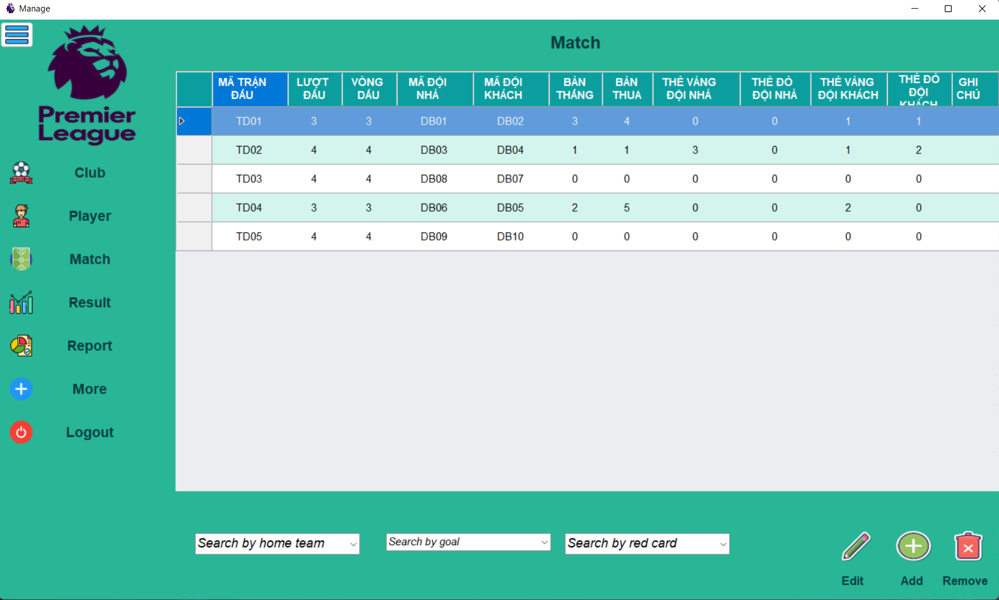 Manage
Premier
League
Match
Club
Player
Match
Result
Report
More
Logout
MÃ TRẬN ĐẤU LƯỢT ĐẤU VÒNG DẤU MÃ ĐỘI NHÀ MÃ ĐỘI KHÁCH BÀN THẮNG BÀN THUA THẺ VÀNG ĐỘI NHÀ THẺ ĐỎ ĐỘI NHÀ THẺ VÀNG ĐỘI KHÁCH THẺ ĐỎ ĐỘI KHÁCH GHI CHÚ
TD01 3 3 DB01 DB02 3 4 0 0 1 1
TD02 4 4 DB03 DB04 1 1 3 0 1 2
TD03 4 4 DB08 DB07 0 0 0 0 0 0
TD04 3 3 DB06 DB05 2 5 0 0 2 0
TD05 4 4 DB09 DB10 0 0 0 0 0 0
Search by home team
Search by goal
Search by red card
Edit
Add
Remove